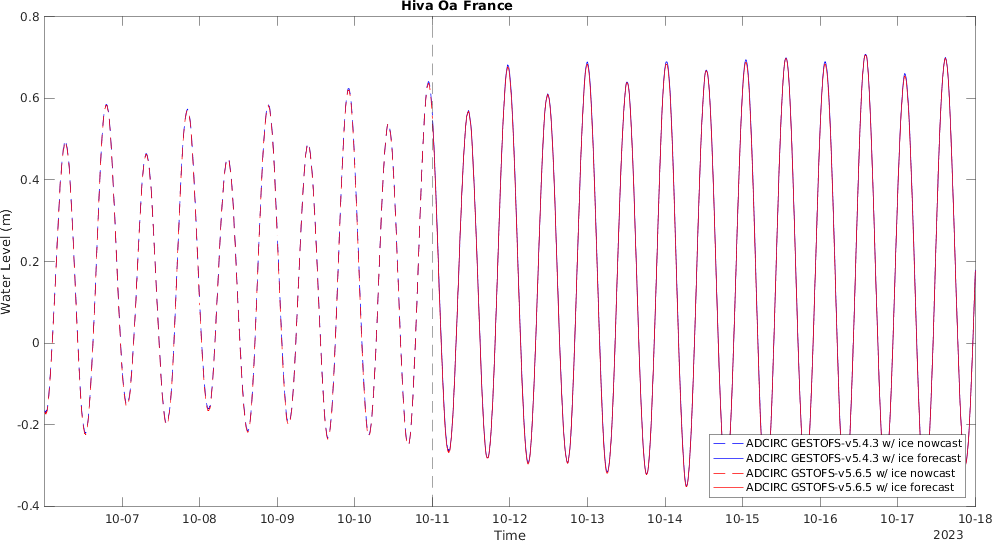 Hiva Oa France
Water Level (m)
0.8
0.6
0.4
0.2
0
-0.2
-0.4
ADCIRC GESTOFS-v5.4.3 w/ ice nowcast
ADCIRC GESTOFS-v5.4.3 w/ ice forecast
ADCIRC GSTOFS-v5.6.5 w/ ice nowcast
ADCIRC GSTOFS-v5.6.5 w/ ice forecast
10-07 10-08 10-09 10-10 10-11 10-12 10-13 10-14 10-15 10-16 10-17 10-18
Time
2023